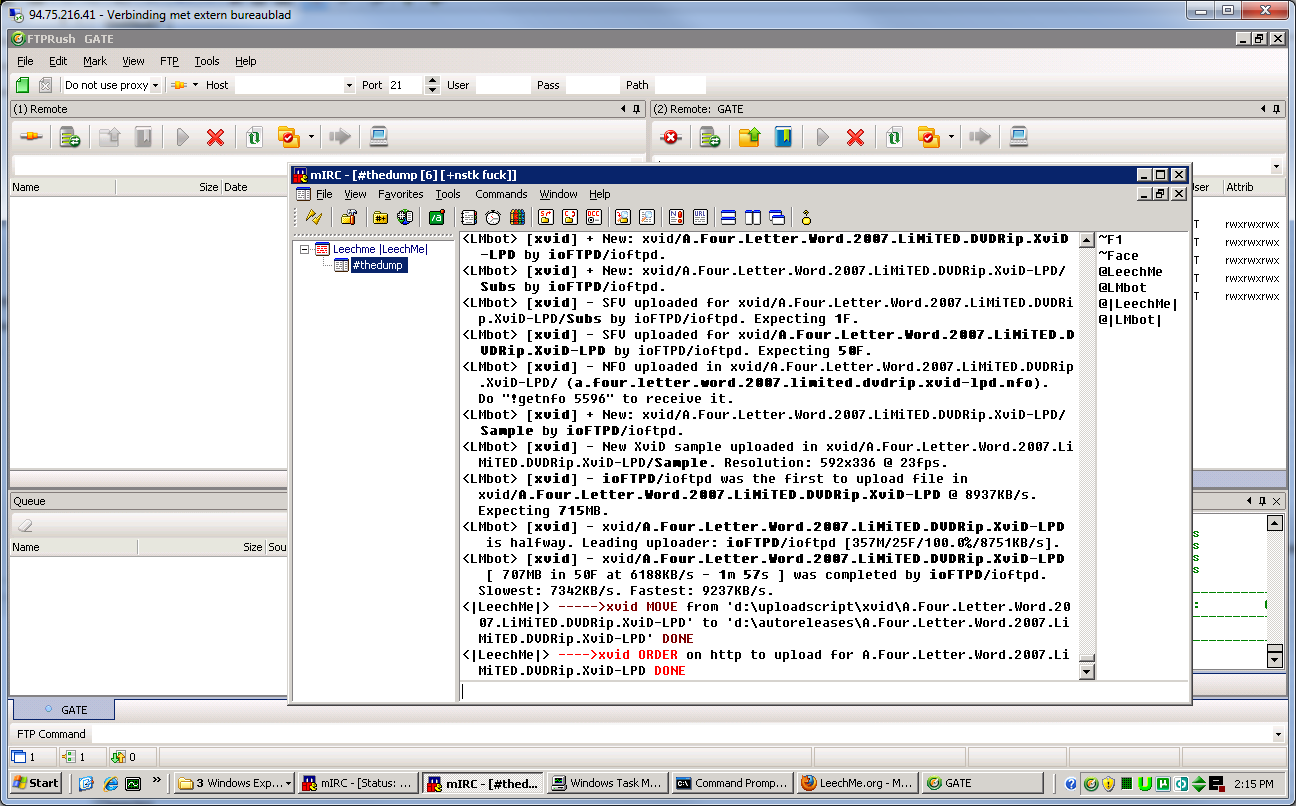 94.75.216.41 - Verbinding met extern bureaublad
FTPRush GATE
File Edit Mark View FTP Tools Help
Do not use proxy Host Port 21 User Pass Path
(1) Remote
(2) Remote: GATE
Name Size Date
User Attrib
T rwxrwxrwx
T rwxrwxrwx
T rwxrwxrwx
T rwxrwxrwx
T rwxrwxrwx
mIRC - [#thedump [6] [+nstk fuck]]
File View Favorites Tools Commands Window Help
Leechme |LeechMe|
#thedump
<LMbot> [xvid] + New: xvid/A.Four.Letter.Word.2007.LiMiTED.DVDRip.XviD
-LPD by ioFTPD/ioftpd.
<LMbot> [xvid] + New: xvid/A.Four.Letter.Word.2007.LiMiTED.DVDRip.XviD-LPD/
Subs by ioFTPD/ioftpd.
<LMbot> [xvid] - SFV uploaded for xvid/A.Four.Letter.Word.2007.LiMiTED.DVDRi
p.XviD-LPD/Subs by ioFTPD/ioftpd. Expecting 1F.
<LMbot> [xvid] - SFV uploaded for xvid/A.Four.Letter.Word.2007.LiMiTED.D
VDRip.XviD-LPD by ioFTPD/ioftpd. Expecting 50F.
<LMbot> [xvid] - NFO uploaded in xvid/A.Four.Letter.Word.2007.LiMiTED.DVDRip
.XviD-LPD/ (a.four.letter.word.2007.limited.dvdrip.xvid-lpd.nfo).
Do "!getnfo 5596" to receive it.
<LMbot> [xvid] + New: xvid/A.Four.Letter.Word.2007.LiMiTED.DVDRip.XviD-LPD/
Sample by ioFTPD/ioftpd.
<LMbot> [xvid] - New XviD sample uploaded in xvid/A.Four.Letter.Word.2007.Li
MiTED.DVDRip.XviD-LPD/Sample. Resolution: 592x336 @ 23fps.
<LMbot> [xvid] - ioFTPD/ioftpd was the first to upload file in
xvid/A.Four.Letter.Word.2007.LiMiTED.DVDRip.XviD-LPD @ 8937KB/s.
Expecting 715MB.
<LMbot> [xvid] - xvid/A.Four.Letter.Word.2007.LiMiTED.DVDRip.XviD-LPD
is halfway. Leading uploader: ioFTPD/ioftpd [357M/25F/100.0%/8751KB/s].
<LMbot> [xvid] - xvid/A.Four.Letter.Word.2007.LiMiTED.DVDRip.XviD-LPD
[ 707MB in 50F at 6188KB/s - 1m 57s ] was completed by ioFTPD/ioftpd.
Slowest: 7342KB/s. Fastest: 9237KB/s.
<|LeechMe|> ----->xvid MOVE from 'd:\uploadscript\xvid\A.Four.Letter.Word.20
07.LiMiTED.DVDRip.XviD-LPD' to 'd:\autoreleases\A.Four.Letter.Word.2007.Li
MiTED.DVDRip.XviD-LPD' DONE
<|LeechMe|> ---->xvid ORDER on http to upload for A.Four.Letter.Word.2007.Li
MiTED.DVDRip.XviD-LPD DONE
~F1
~Face
@LeechMe
@LMbot
@|LeechMe|
@|LMbot|
Queue
Name Size Sou
GATE
FTP Command
1 1 0
Start 3 Windows Exp... mIRC - [Status: ... mIRC - [#thed... Windows Task M... Command Promp... LeechMe.org - M... GATE 2:15 PM